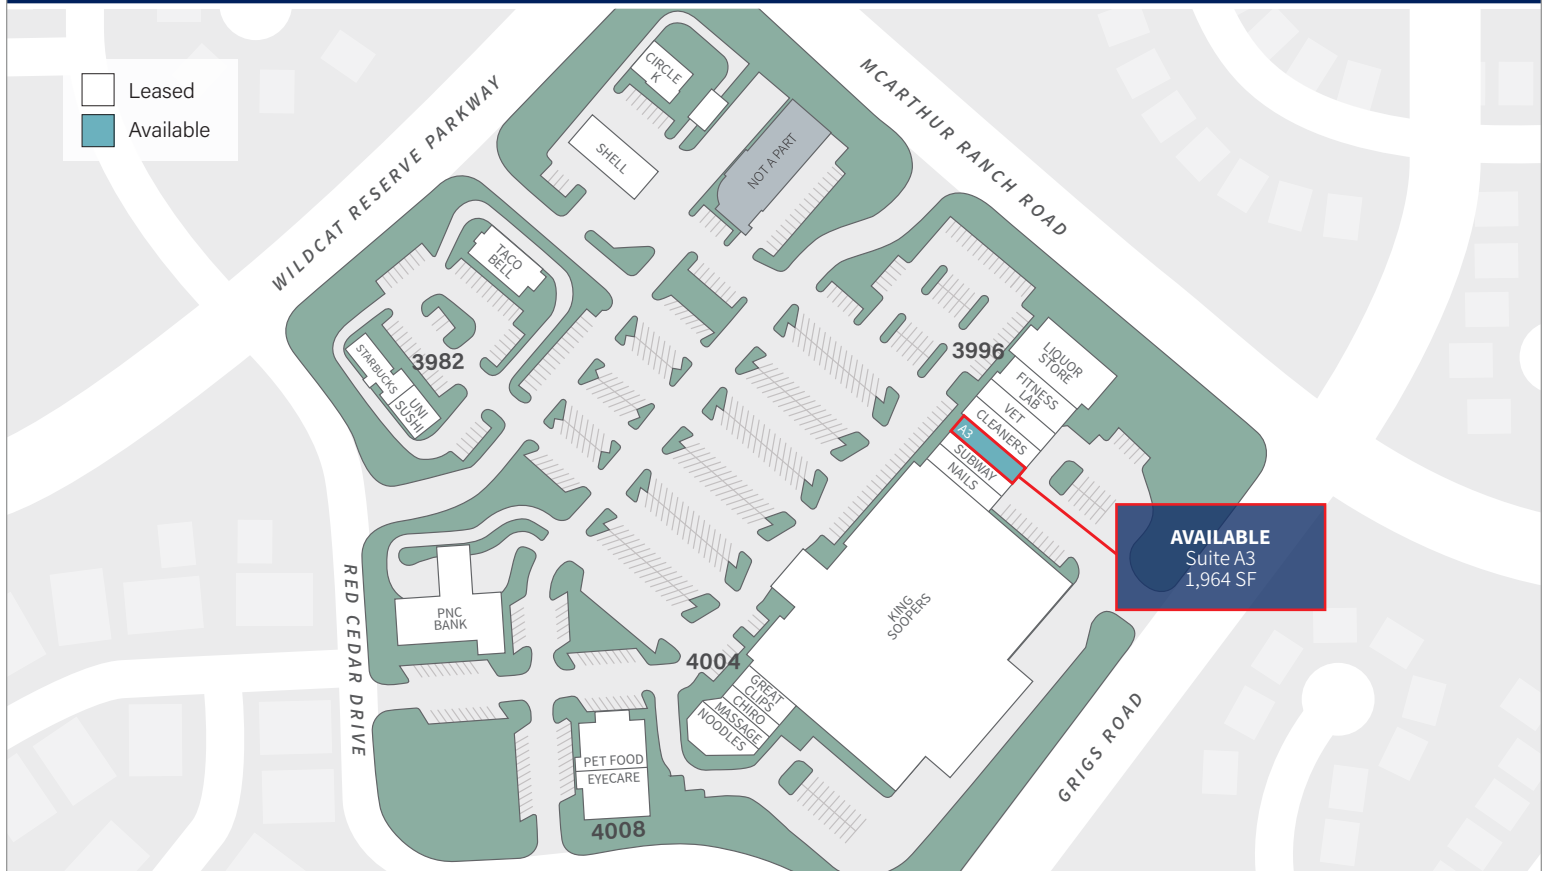 Leased
Available
WILDCAT RESERVE PARKWAY
MCARTHUR RANCH ROAD
CIRCLE
K
SHELL
NOT A PART
TACO
BELL
3982
STARBUCKS
UNI
SUSHI
3996
LIQUOR
STORE
FITNESS
LAB
VET
CLEANERS
A3
SUBWAY
NAILS
AVAILABLE
Suite A3
1,964 SF
KING
SOOPERS
RED CEDAR DRIVE
PNC
BANK
4004
GREAT
CLIPS
CHIRO
MASSAGE
NOODLES
PET FOOD
EYECARE
4008
GRIGS ROAD